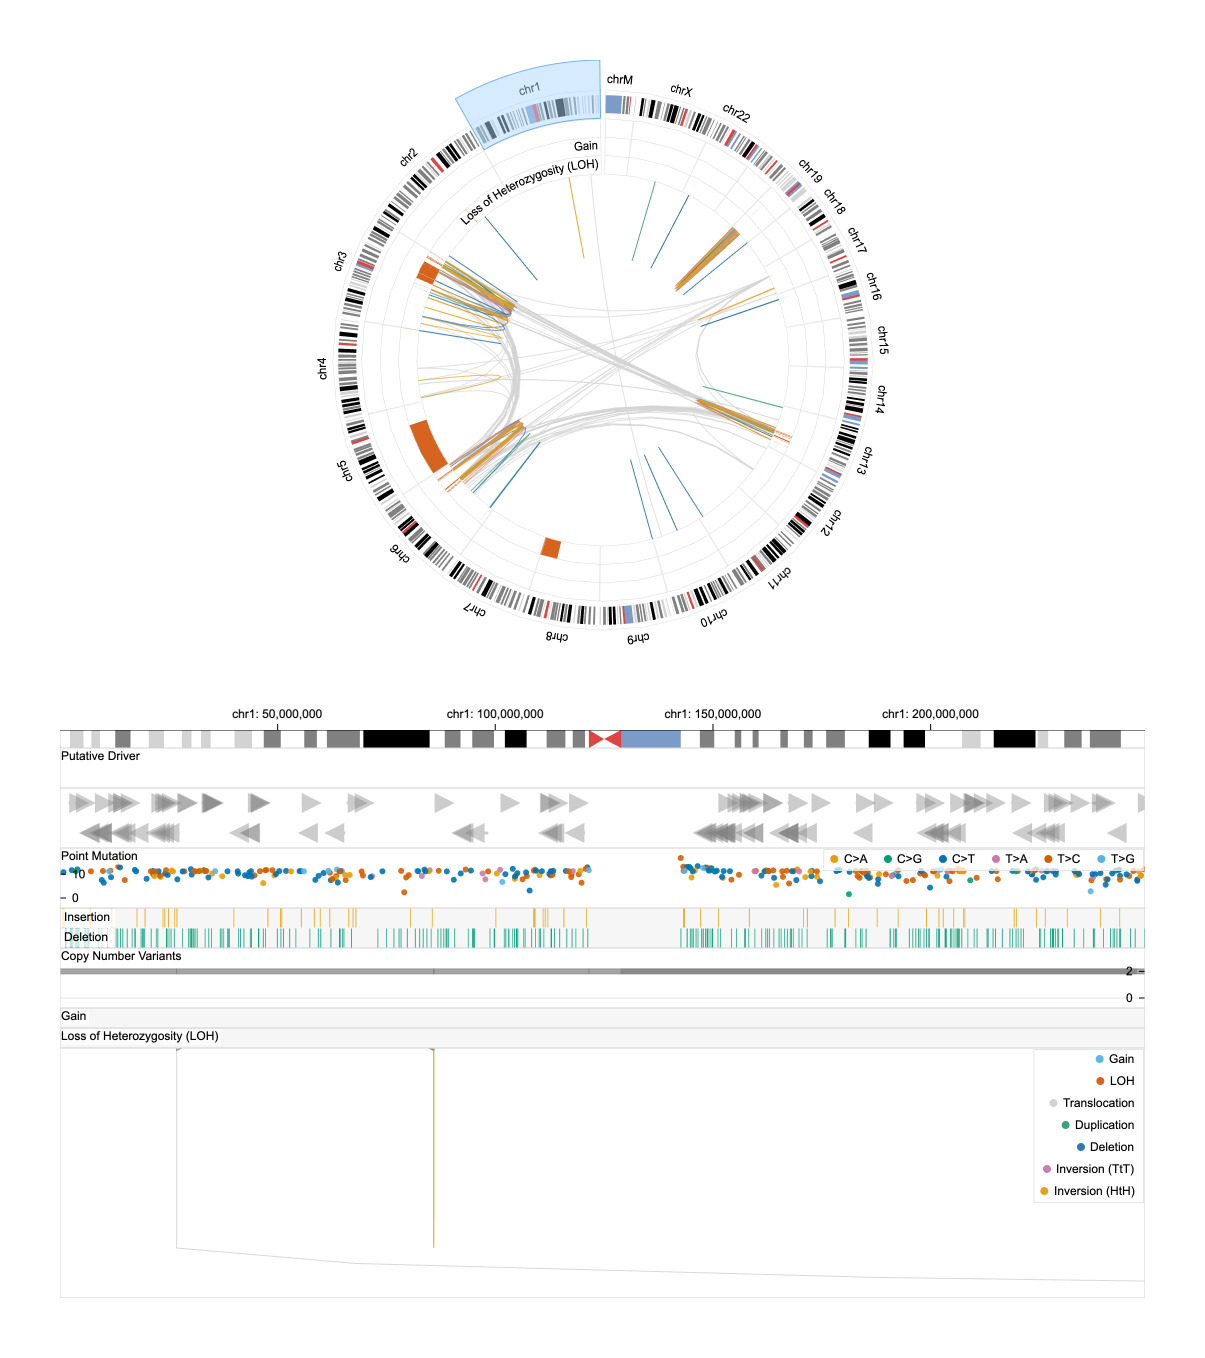 chrM
chrX
chr22
chr19
chr18
chr17
chr16
chr15
chr14
chr13
chr12
chr11
chr10
chr9
chr8
chr7
chr6
chr5
chr4
chr3
chr2
chr1
Gain
Loss of Heterozygosity (LOH)
chr1: 50,000,000
chr1: 100,000,000
chr1: 150,000,000
chr1: 200,000,000
Putative Driver
Point Mutation
C>A
C>G
C>T
T>A
T>C
T>G
10
0
Insertion
Deletion
Copy Number Variants
2
0
Gain
Loss of Heterozygosity (LOH)
Gain
LOH
Translocation
Duplication
Deletion
Inversion (TtT)
Inversion (HtH)